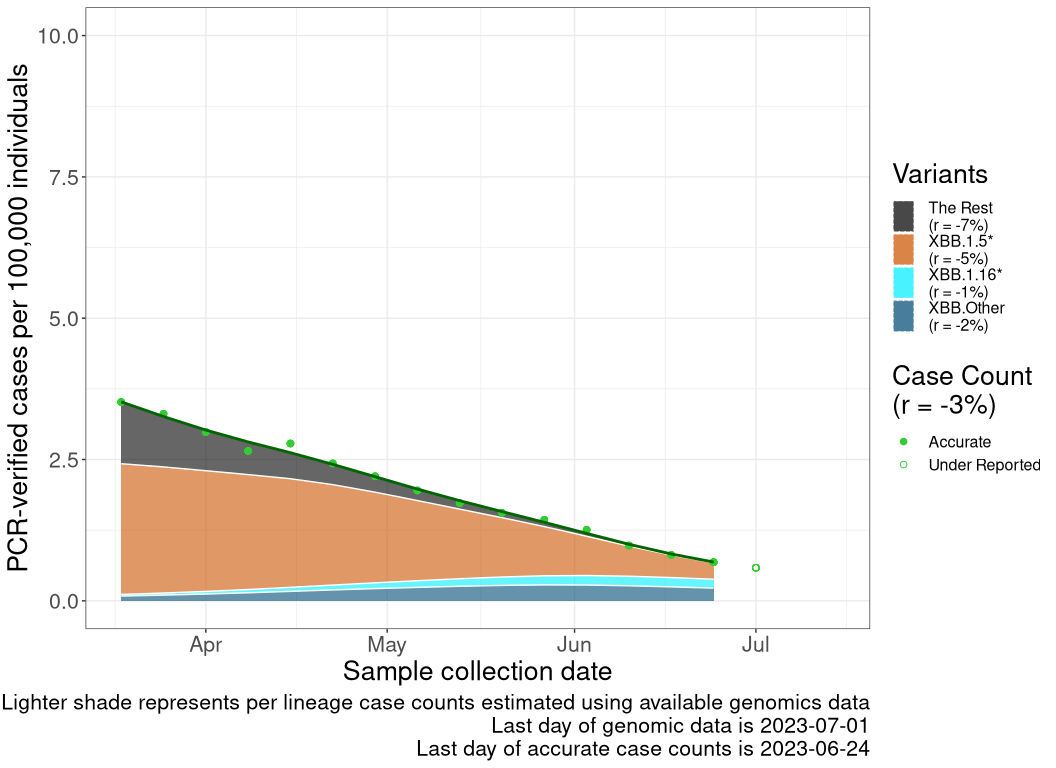 PCR-verified cases per 100,000 individuals
10.0
7.5
5.0
2.5
0.0
Apr
May
Jun
Jul
Sample collection date
Variants
The Rest
(r = -7%)
XBB.1.5*
(r = -5%)
XBB.1.16*
(r = -1%)
XBB.Other
(r = -2%)
Case Count
(r = -3%)
Accurate
Under Reported
Lighter shade represents per lineage case counts estimated using available genomics data
Last day of genomic data is 2023-07-01
Last day of accurate case counts is 2023-06-24